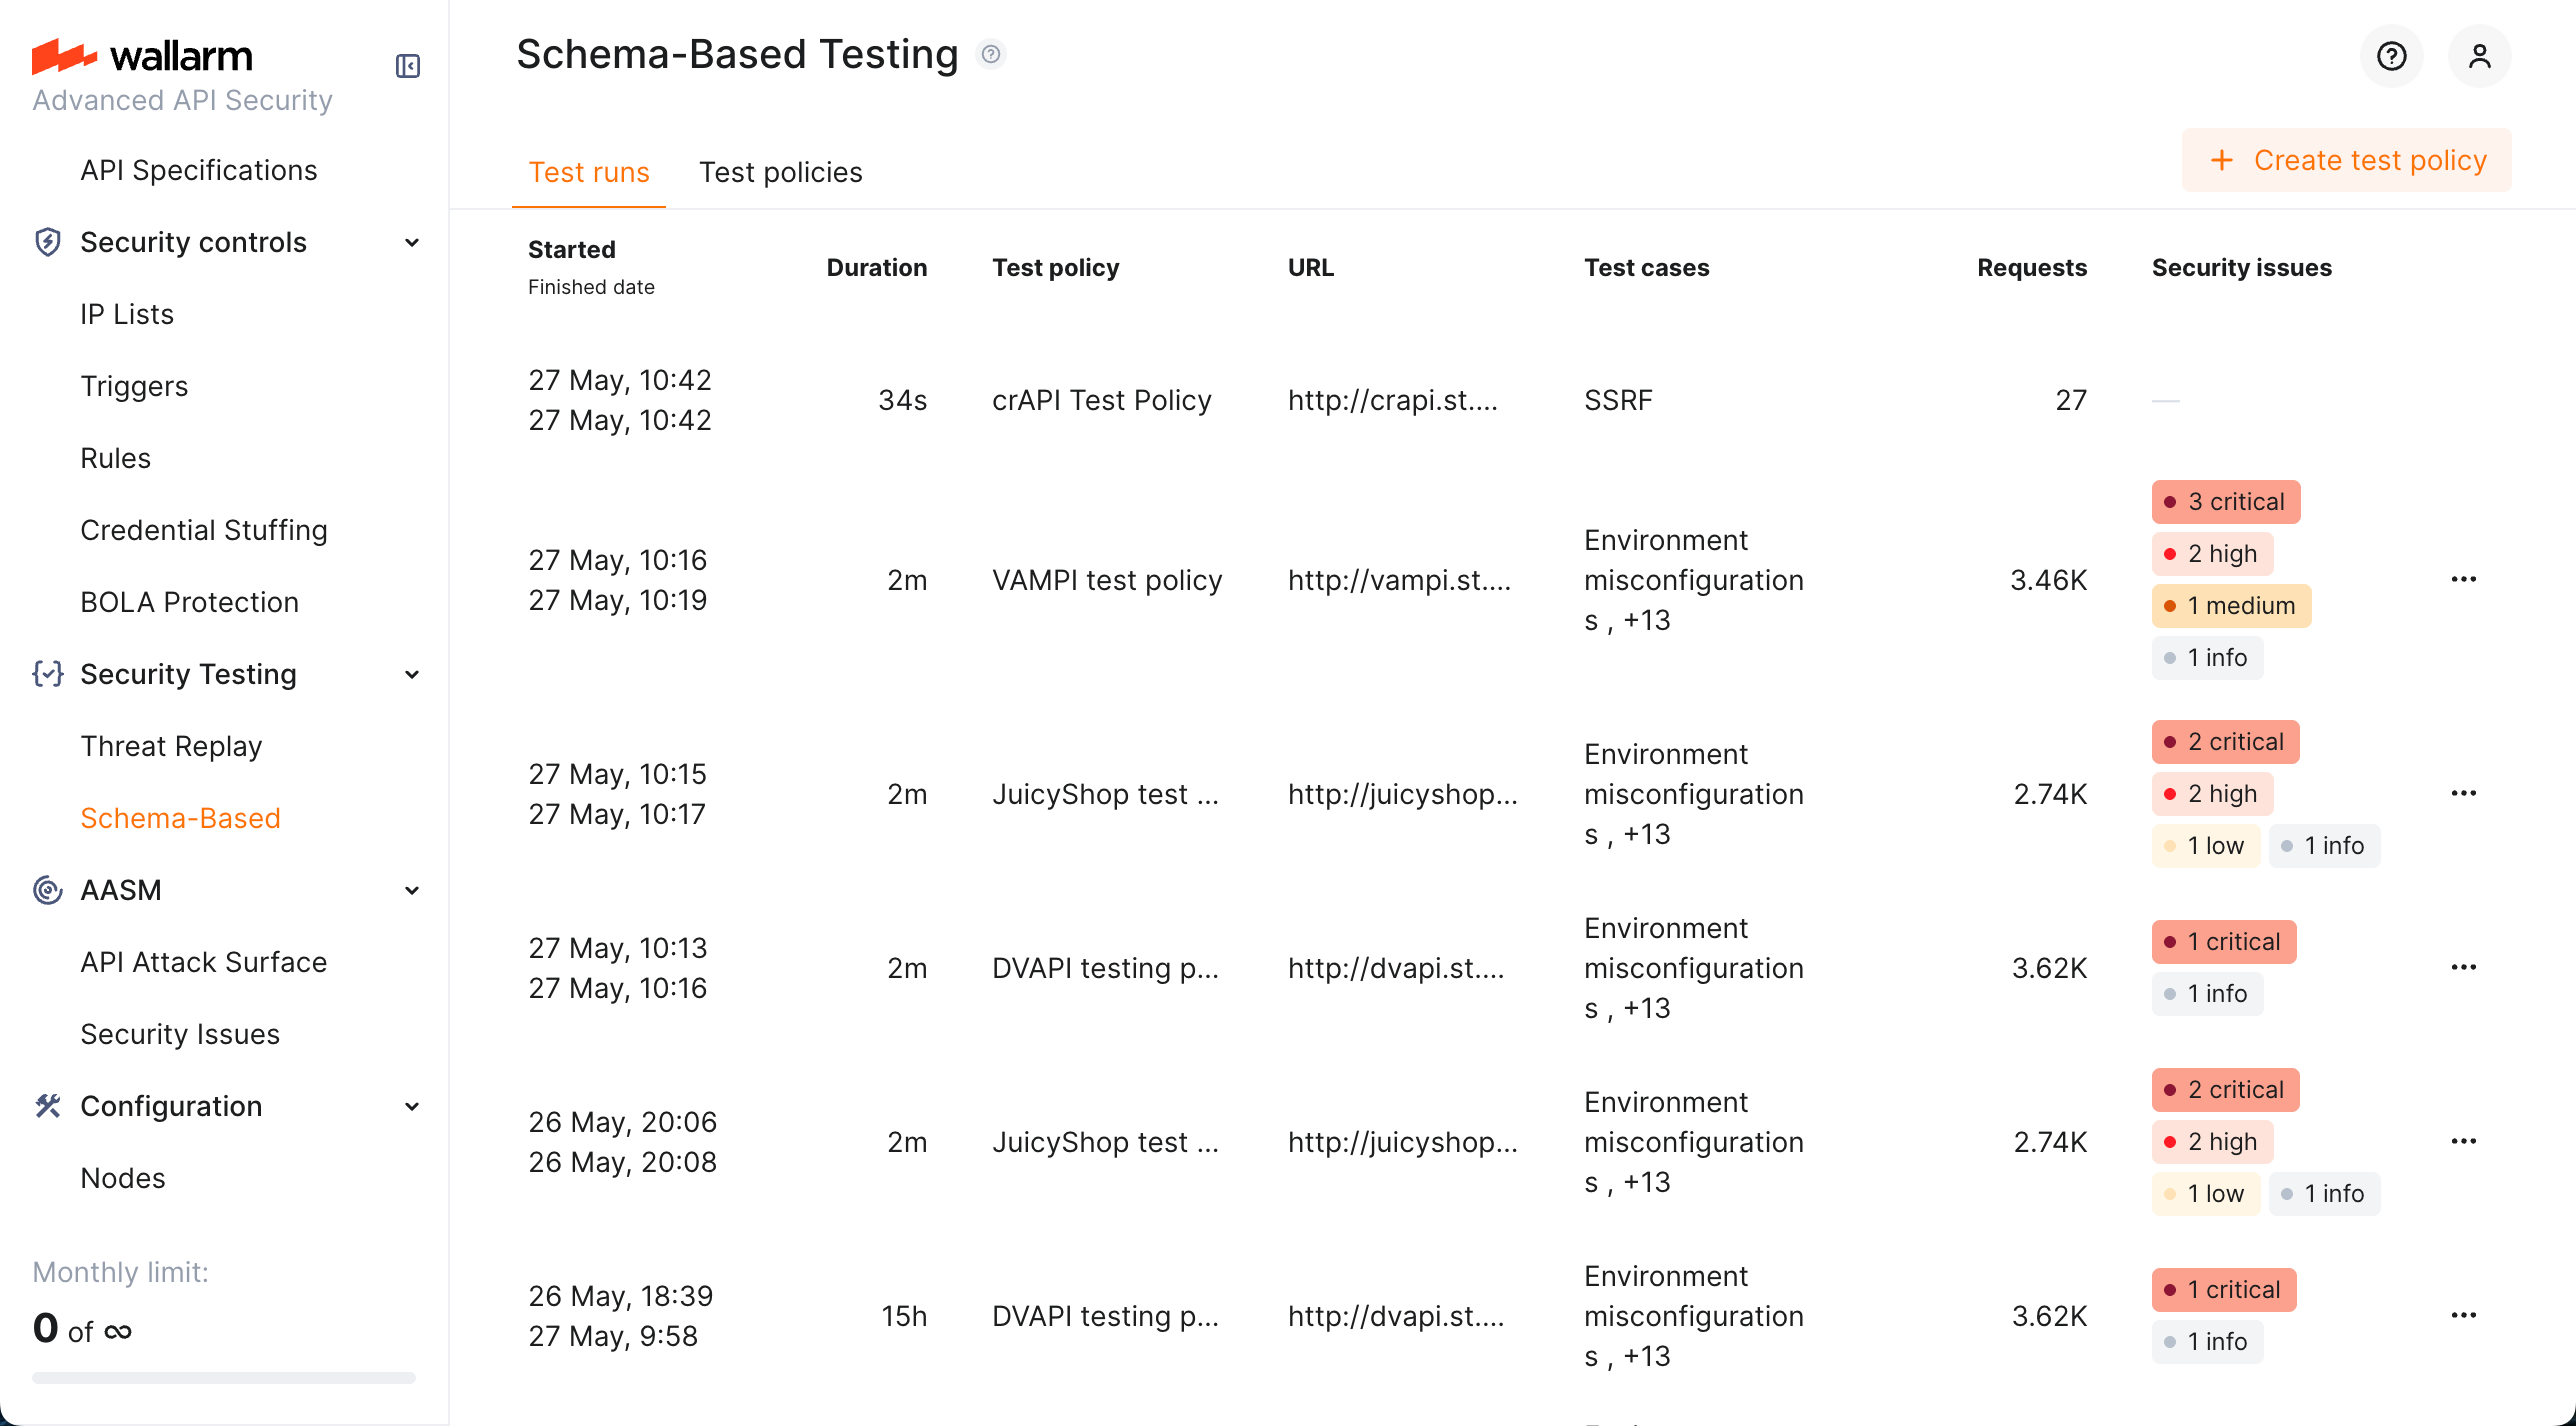 wallarm
Advanced API Security
API Specifications
Security controls
IP Lists
Triggers
Rules
Credential Stuffing
BOLA Protection
Security Testing
Threat Replay
Schema-Based
AASM
API Attack Surface
Security Issues
Configuration
Nodes
Monthly limit:
0 of ∞
Schema-Based Testing
Test runs Test policies
+ Create test policy
Started
Finished date
Duration Test policy URL Test cases Requests Security issues
27 May, 10:42
27 May, 10:42
34s crAPI Test Policy http://crapi.st.... SSRF 27 —
27 May, 10:16
27 May, 10:19
2m VAMPI test policy http://vampi.st....
Environment
misconfiguration
s , +13
3.46K
3 critical
2 high
1 medium
1 info
27 May, 10:15
27 May, 10:17
2m JuicyShop test ... http://juicyshop...
Environment
misconfiguration
s , +13
2.74K
2 critical
2 high
1 low 1 info
27 May, 10:13
27 May, 10:16
2m DVAPI testing p... http://dvapi.st....
Environment
misconfiguration
s , +13
3.62K
1 critical
1 info
26 May, 20:06
26 May, 20:08
2m JuicyShop test ... http://juicyshop...
Environment
misconfiguration
s , +13
2.74K
2 critical
2 high
1 low 1 info
26 May, 18:39
27 May, 9:58
15h DVAPI testing p... http://dvapi.st....
Environment
misconfiguration
s , +13
3.62K
1 critical
1 info